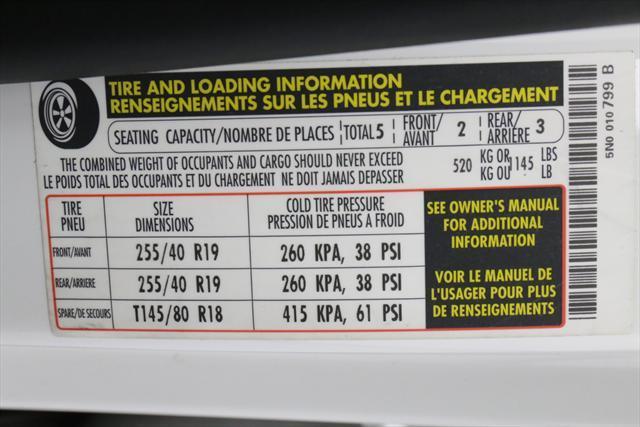 TIRE AND LOADING INFORMATION
RENSEIGNEMENTS SUR LES PNEUS ET LE CHARGEMENT
SEATING CAPACITY/NOMBRE DE PLACES TOTAL 5 FRONT/AVANT 2 REAR/ARRIÈRE 3
THE COMBINED WEIGHT OF OCCUPANTS AND CARGO SHOULD NEVER EXCEED 520 KG OR 1145 LBS
LE POIDS TOTAL DES OCCUPANTS ET DU CHARGEMENT NE DOIT JAMAIS DEPASSER KG OU LB
TIRE SIZE COLD TIRE PRESSURE
PNEU DIMENSIONS PRESSION DE PNEUS A FROID
FRONT/AVANT 255/40 R19 260 KPA, 38 PSI
REAR/ARRIERE 255/40 R19 260 KPA, 38 PSI
SPARE/DE SECOURS T145/80 R18 415 KPA, 61 PSI
SEE OWNER'S MANUAL
FOR ADDITIONAL
INFORMATION
VOIR LE MANUEL DE
L'USAGER POUR PLUS
DE RENSEIGNEMENTS
5N0 010 799 B